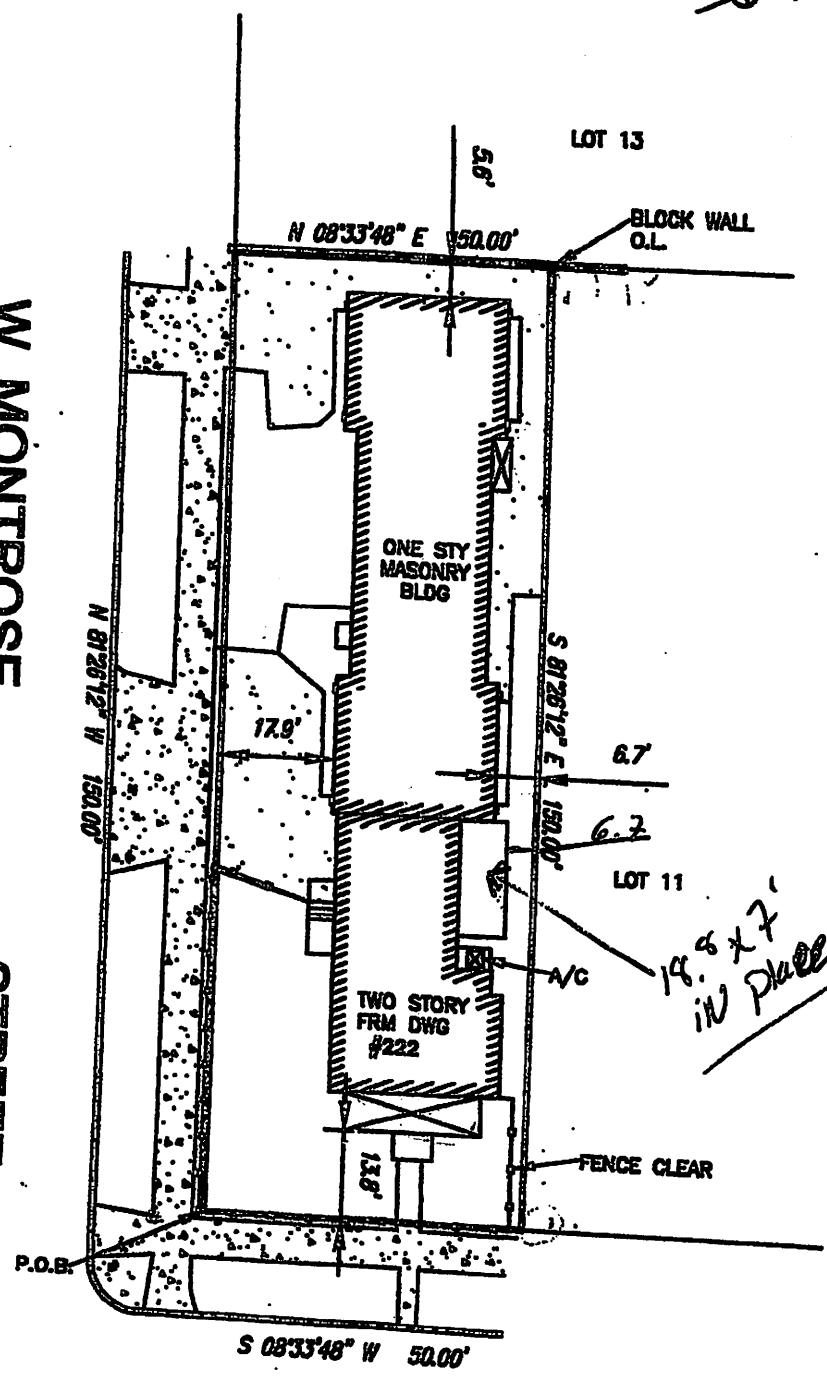 LOT 13
5.6'
BLOCK WALL
O.L.
N 08°33'48" E 50.00'
W MONTROSE
ONE STY
MASONRY
BLDG
N 81°26'12" W 150.00'
S 81°26'12" E 150.00'
17.9'
6.7'
6.7
LOT 11
18.8 x 7'
IN Place
A/C
TWO STORY
FRM DWG
#222
13.8'
FENCE CLEAR
P.O.B.
S 08°33'48" W 50.00'